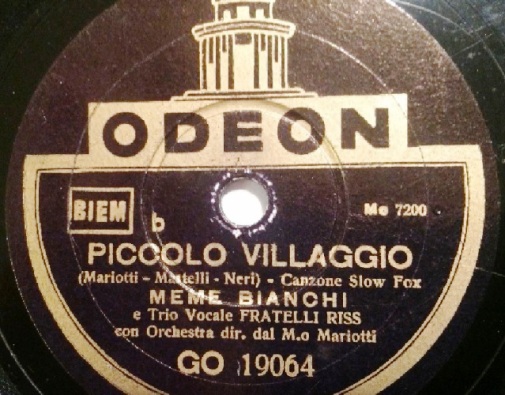 ODEON
BIEM
b
Mo 7200
PICCOLO VILLAGGIO
(Mariotti - Mastelli - Neri) - Canzone Slow Fox
MEME BIANCHI
e Trio Vocale FRATELLI RISS
con Orchestra dir. dal M.o Mariotti
GO 19064